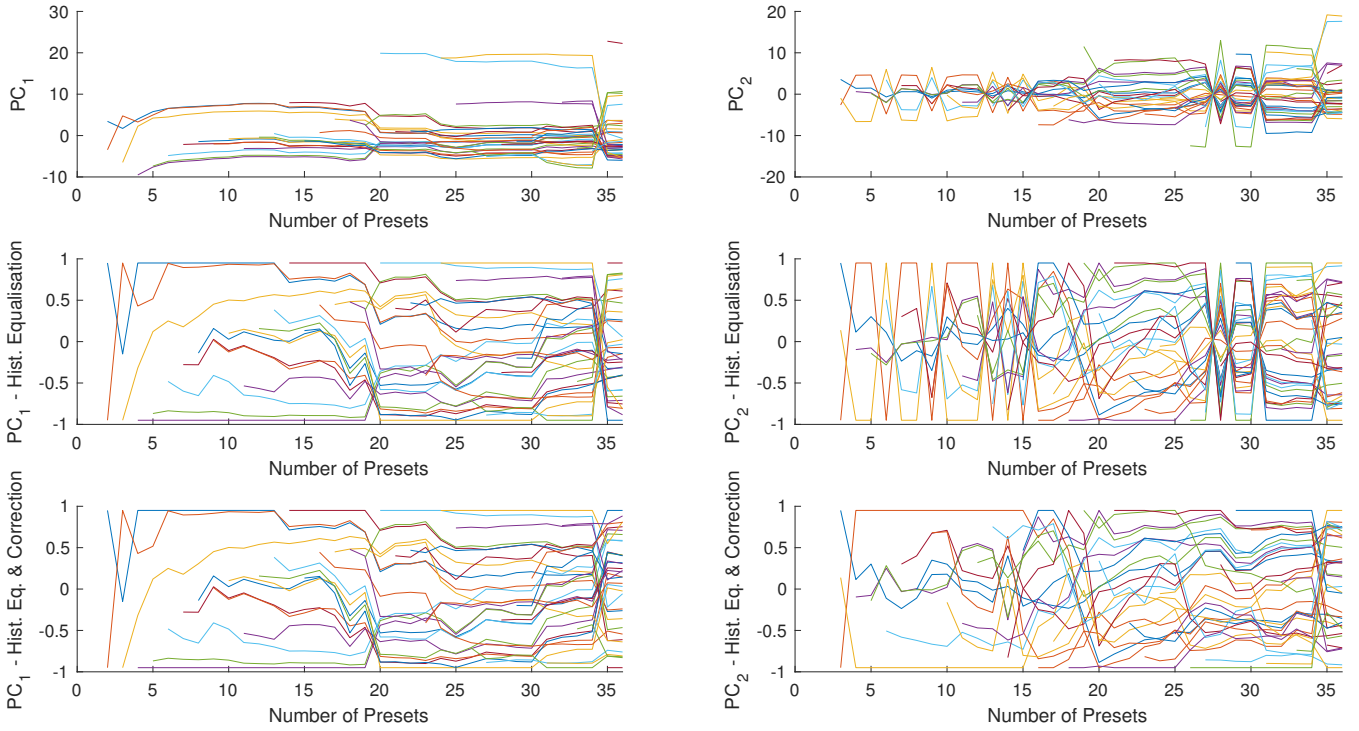 30
20
10
0
-10
PC1
0 5 10 15 20 25 30 35
Number of Presets
20
10
0
-10
-20
PC2
0 5 10 15 20 25 30 35
Number of Presets
1
0.5
0
-0.5
-1
PC1 - Hist. Equalisation
0 5 10 15 20 25 30 35
Number of Presets
1
0.5
0
-0.5
-1
PC2 - Hist. Equalisation
0 5 10 15 20 25 30 35
Number of Presets
1
0.5
0
-0.5
-1
PC1 - Hist. Eq. & Correction
0 5 10 15 20 25 30 35
Number of Presets
1
0.5
0
-0.5
-1
PC2 - Hist. Eq. & Correction
0 5 10 15 20 25 30 35
Number of Presets